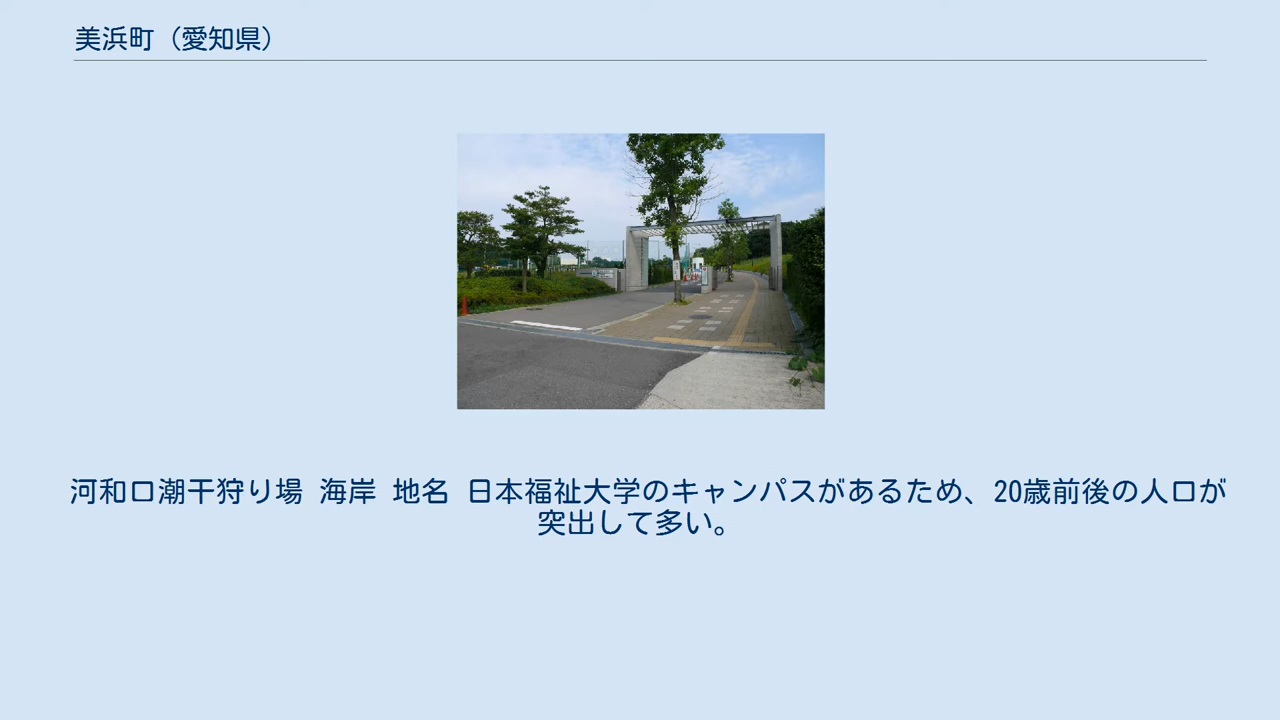 美浜町（愛知県）
河和口潮干狩り場 海岸 地名 日本福祉大学のキャンパスがあるため、20歳前後の人口が
突出して多い。